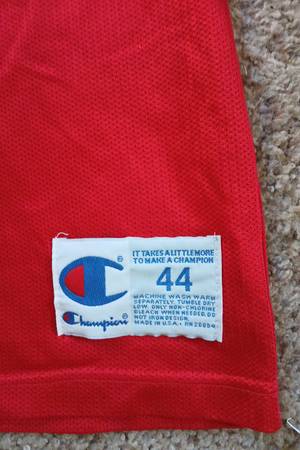 IT TAKES A LITTLE MORE
TO MAKE A CHAMPION
44
MACHINE WASH WARM
SEPARATELY. TUMBLE DRY
LOW. ONLY NON-CHLORINE
BLEACH WHEN NEEDED. DO
NOT IRON DESIGN.
MADE IN U.S.A. • RN 26094
Champion